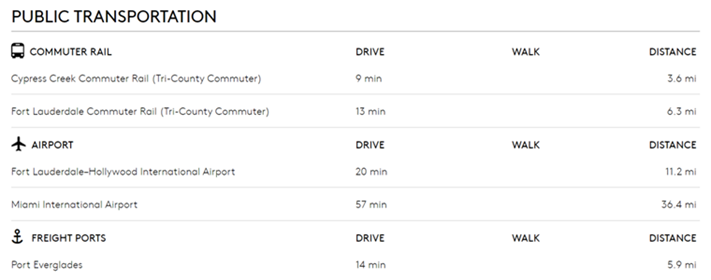 PUBLIC TRANSPORTATION
COMMUTER RAIL DRIVE WALK DISTANCE
Cypress Creek Commuter Rail (Tri-County Commuter) 9 min 3.6 mi
Fort Lauderdale Commuter Rail (Tri-County Commuter) 13 min 6.3 mi
AIRPORT DRIVE WALK DISTANCE
Fort Lauderdale–Hollywood International Airport 20 min 11.2 mi
Miami International Airport 57 min 36.4 mi
FREIGHT PORTS DRIVE WALK DISTANCE
Port Everglades 14 min 5.9 mi